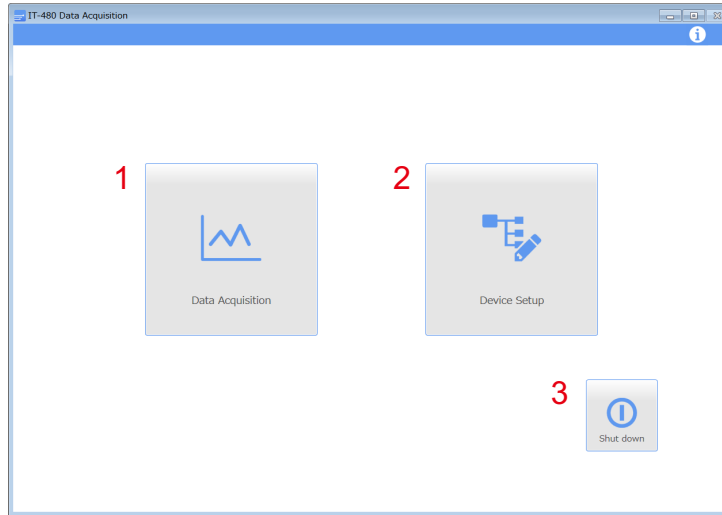 IT-480 Data Acquisition
1
2
Data Acquisition
Device Setup
3
Shut down